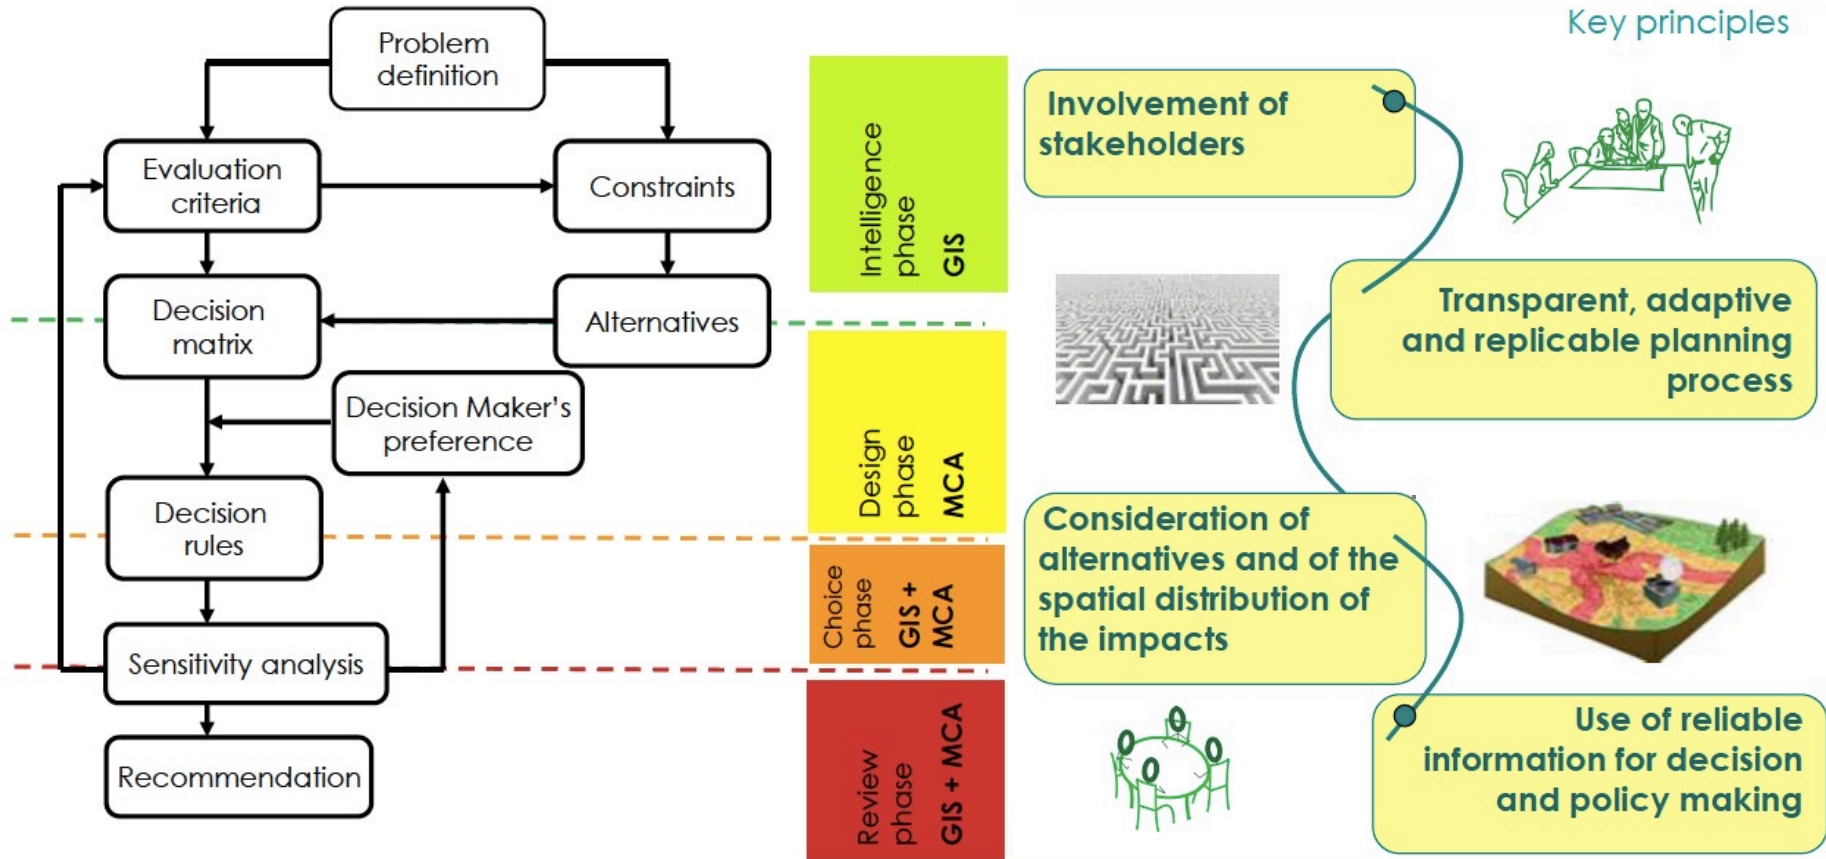 Problem
definition
Evaluation
criteria
Constraints
Decision
matrix
Alternatives
Decision Maker's
preference
Decision
rules
Sensitivity analysis
Recommendation
Intelligence
phase
GIS
Design
phase
MCA
Choice
phase
GIS +
MCA
Review
phase
GIS + MCA
Key principles
Involvement of
stakeholders
Transparent, adaptive
and replicable planning
process
Consideration of
alternatives and of the
spatial distribution of
the impacts
Use of reliable
information for decision
and policy making